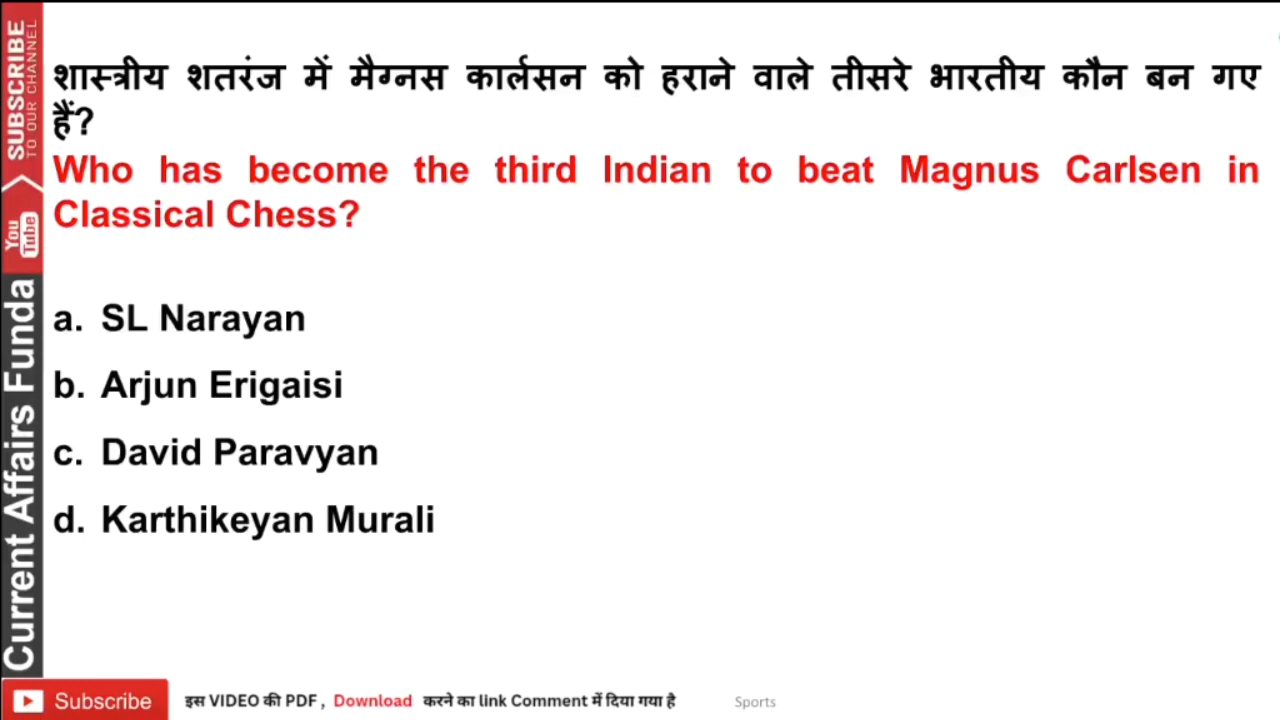 शास्त्रीय शतरंज में मैग्नस कार्लसन को हराने वाले तीसरे भारतीय कौन बन गए
हैं?
Who has become the third Indian to beat Magnus Carlsen in
Classical Chess?
a. SL Narayan
b. Arjun Erigaisi
c. David Paravyan
d. Karthikeyan Murali
SUBSCRIBE
TO OUR CHANNEL
You
Tube
Current Affairs Funda
Subscribe
इस VIDEO की PDF , Download करने का link Comment में दिया गया है
Sports